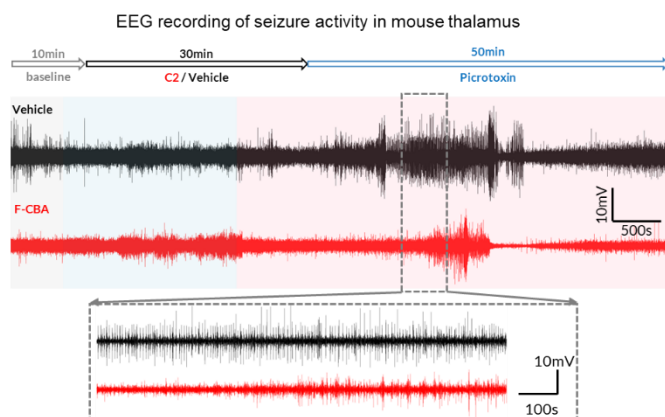 EEG recording of seizure activity in mouse thalamus
10min
30min
50min
baseline
C2 / Vehicle
Picrotoxin
Vehicle
F-CBA
10mV
500s
10mV
100s